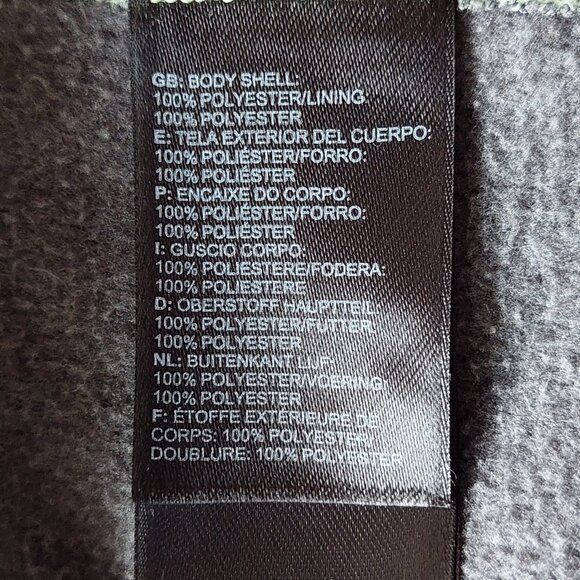 GB: BODY SHELL:
100% POLYESTER/LINING
100% POLYESTER
E: TELA EXTERIOR DEL CUERPO:
100% POLIÉSTER/FORRO:
100% POLIÉSTER
P: ENCAIXE DO CORPO:
100% POLIÉSTER/FORRO:
100% POLIÉSTER
I: GUSCIO CORPO:
100% POLIESTERE/FODERA:
100% POLIESTERE
D: OBERSTOFF HAUPTTEIL:
100% POLYESTER/FUTTER:
100% POLYESTER
NL: BUITENKANT LIJF:
100% POLYESTER/VOERING:
100% POLYESTER
F: ÉTOFFE EXTÉRIEURE DE
CORPS: 100% POLYESTER,
DOUBLURE: 100% POLYESTER